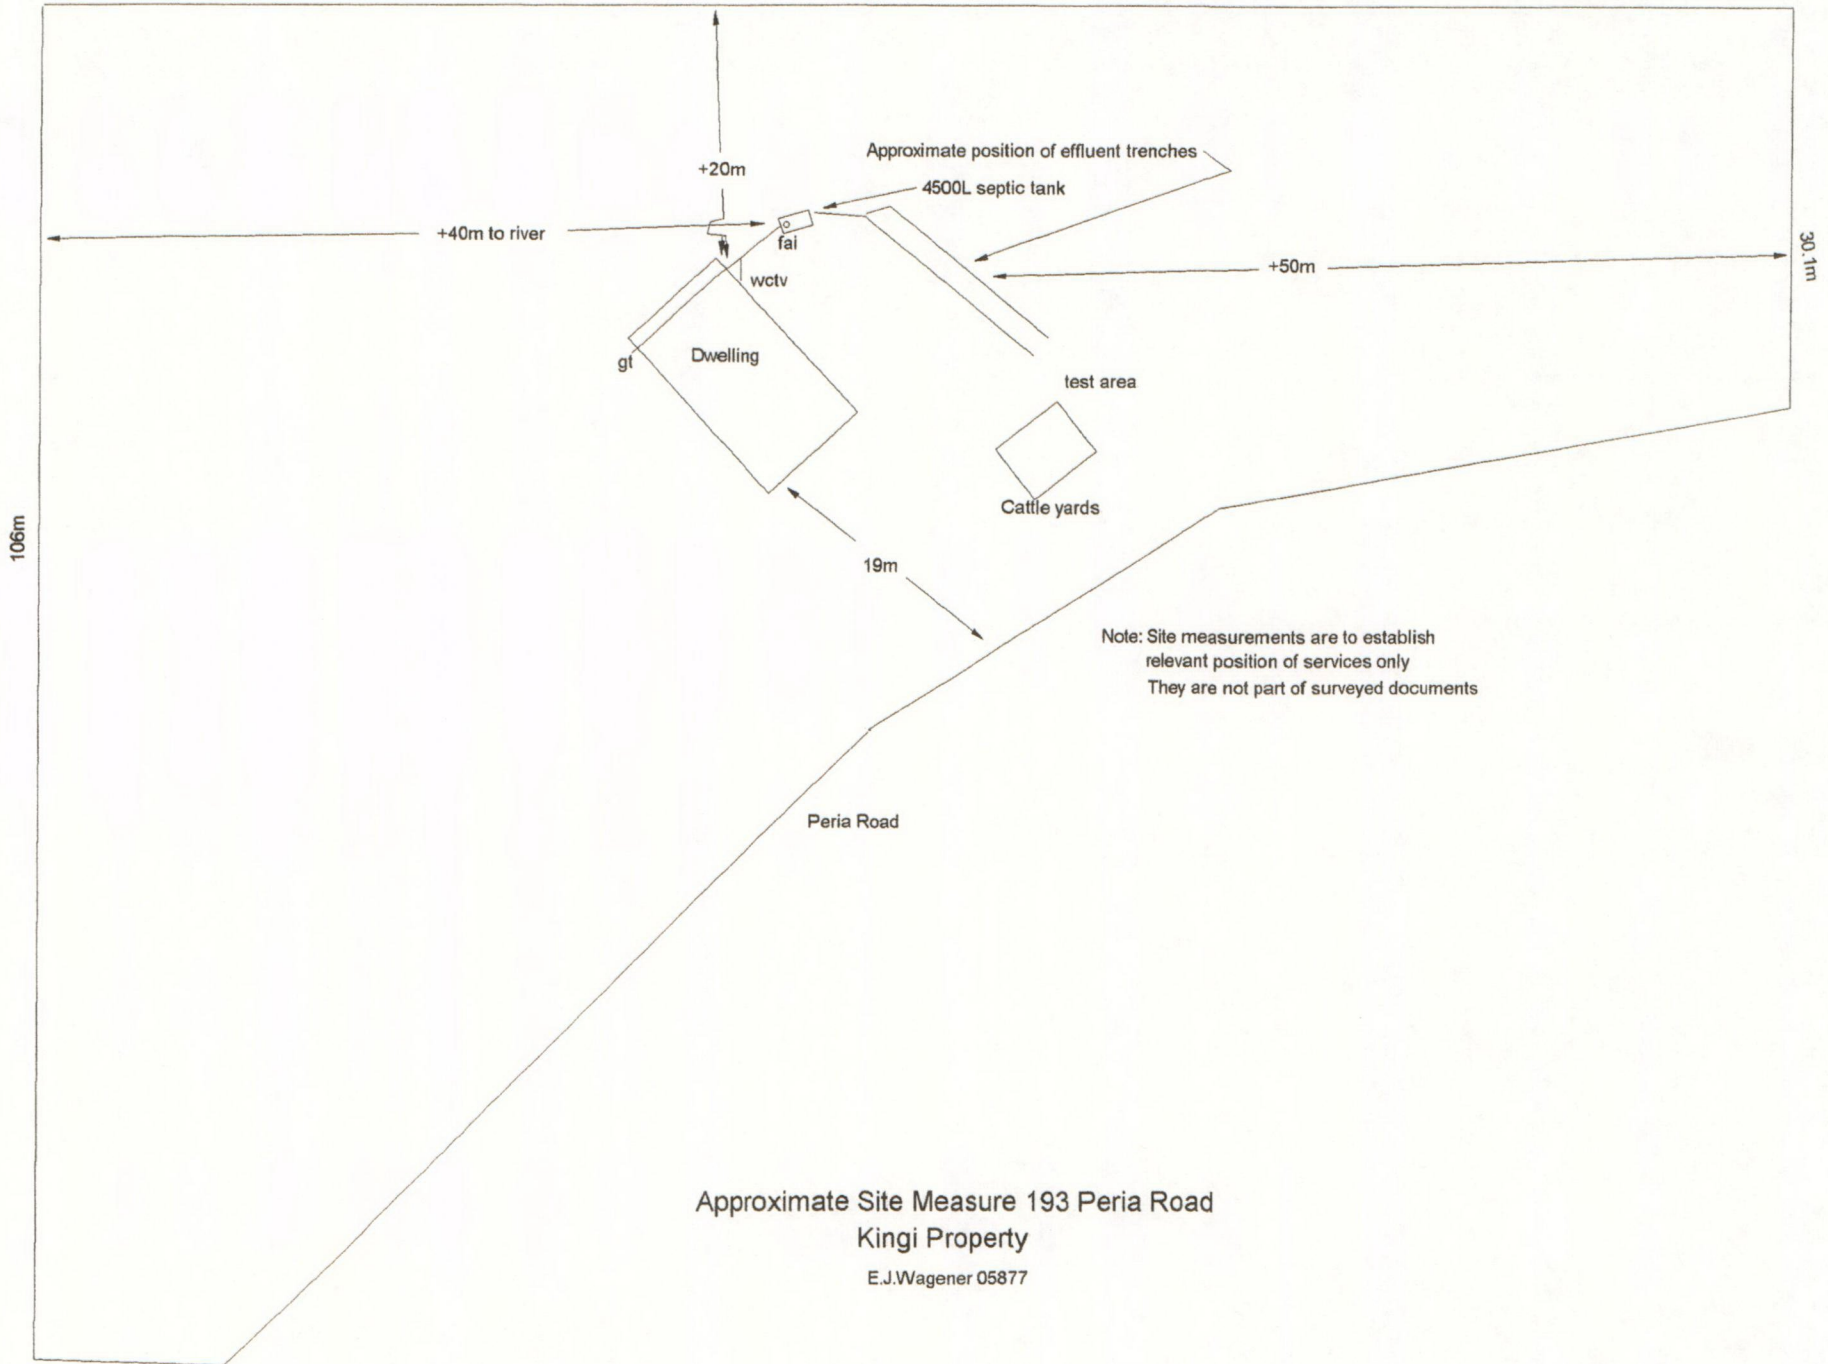 Approximate position of effluent trenches
+20m
4500L septic tank
+40m to river
fai
+50m
30.1m
wctv
Dwelling
gt
test area
Cattle yards
106m
19m
Note: Site measurements are to establish
relevant position of services only
They are not part of surveyed documents
Peria Road
Approximate Site Measure 193 Peria Road
Kingi Property
E.J.Wagener 05877